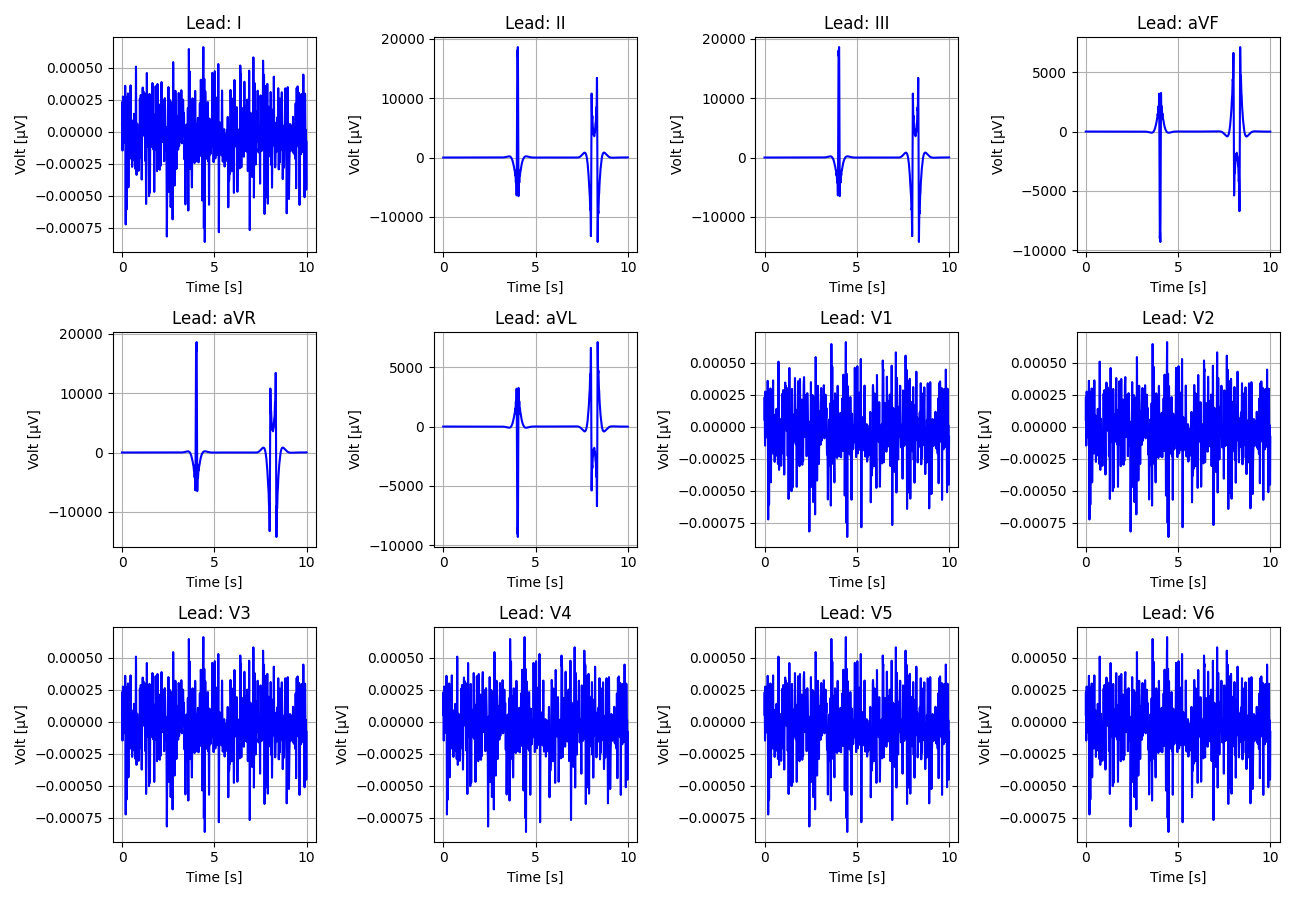 Lead: I
Volt [µV]
0.00050
0.00025
0.00000
−0.00025
−0.00050
−0.00075
0 5 10
Time [s]
Lead: II
Volt [µV]
20000
10000
0
−10000
0 5 10
Time [s]
Lead: III
Volt [µV]
20000
10000
0
−10000
0 5 10
Time [s]
Lead: aVF
Volt [µV]
5000
0
−5000
−10000
0 5 10
Time [s]
Lead: aVR
Volt [µV]
20000
10000
0
−10000
0 5 10
Time [s]
Lead: aVL
Volt [µV]
5000
0
−5000
−10000
0 5 10
Time [s]
Lead: V1
Volt [µV]
0.00050
0.00025
0.00000
−0.00025
−0.00050
−0.00075
0 5 10
Time [s]
Lead: V2
Volt [µV]
0.00050
0.00025
0.00000
−0.00025
−0.00050
−0.00075
0 5 10
Time [s]
Lead: V3
Volt [µV]
0.00050
0.00025
0.00000
−0.00025
−0.00050
−0.00075
0 5 10
Time [s]
Lead: V4
Volt [µV]
0.00050
0.00025
0.00000
−0.00025
−0.00050
−0.00075
0 5 10
Time [s]
Lead: V5
Volt [µV]
0.00050
0.00025
0.00000
−0.00025
−0.00050
−0.00075
0 5 10
Time [s]
Lead: V6
Volt [µV]
0.00050
0.00025
0.00000
−0.00025
−0.00050
−0.00075
0 5 10
Time [s]